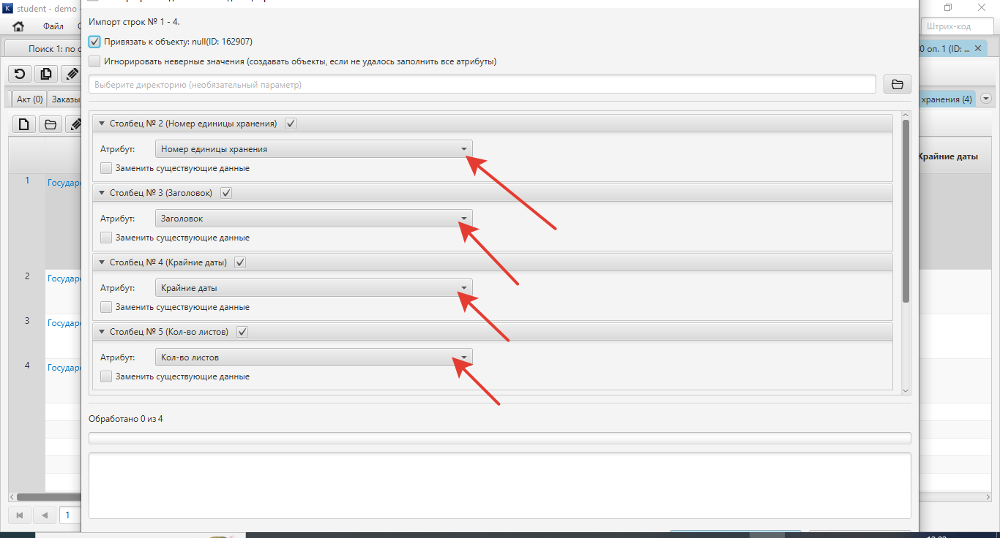 student - demo -
Файл
Штрих-код
Поиск 1: по
оп. 1 (ID: ...
Акт (0)
Заказы
хранения (4)
Крайние даты
1
Государ
2
Государ
3
Государ
4
Государ
1
Импорт строк № 1 - 4.
Привязать к объекту: null(ID: 162907)
Игнорировать неверные значения (создавать объекты, если не удалось заполнить все атрибуты)
Выберите директорию (необязательный параметр)
Столбец № 2 (Номер единицы хранения)
Атрибут: Номер единицы хранения
Заменить существующие данные
Столбец № 3 (Заголовок)
Атрибут: Заголовок
Заменить существующие данные
Столбец № 4 (Крайние даты)
Атрибут: Крайние даты
Заменить существующие данные
Столбец № 5 (Кол-во листов)
Атрибут: Кол-во листов
Заменить существующие данные
Обработано 0 из 4